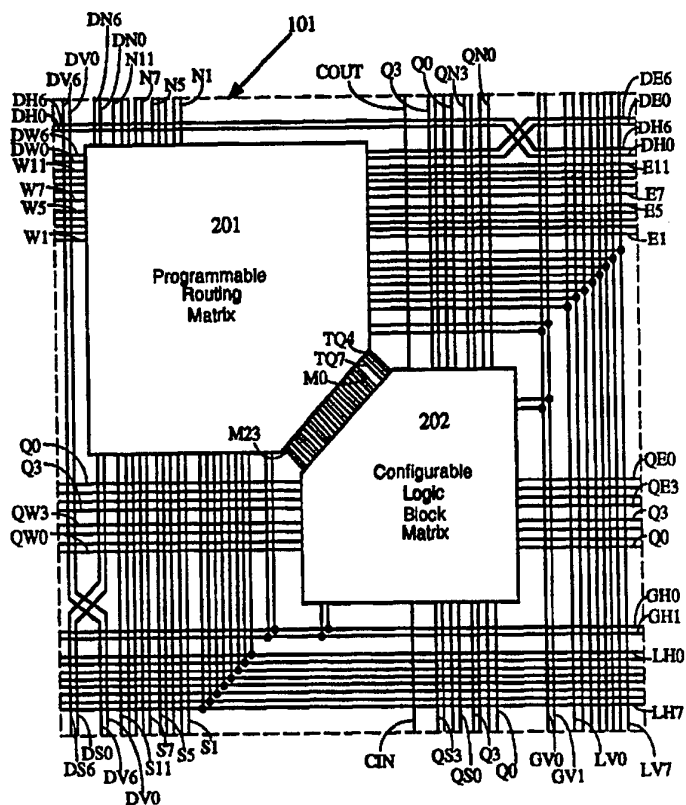 DN6
DV0 DN0
DV6 N11 N7 N5 N1
101
COUT Q3 Q0 QN3 QN0
DH6
DH0
DW6
DW0
W11
W7
W5
W1
DE6
DE0
DH6
DH0
E11
E7
E5
E1
201
Programmable
Routing
Matrix
TQ4
TQ7
M0
M23
202
Configurable
Logic
Block
Matrix
Q0
Q3
QW3
QW0
QE0
QE3
Q3
Q0
GH0
GH1
LH0
LH7
DS6 DS0 DV6 DV0 S11 S7 S5 S1
CIN QS3 QS0 Q3 Q0 GV0 GV1 LV0 LV7